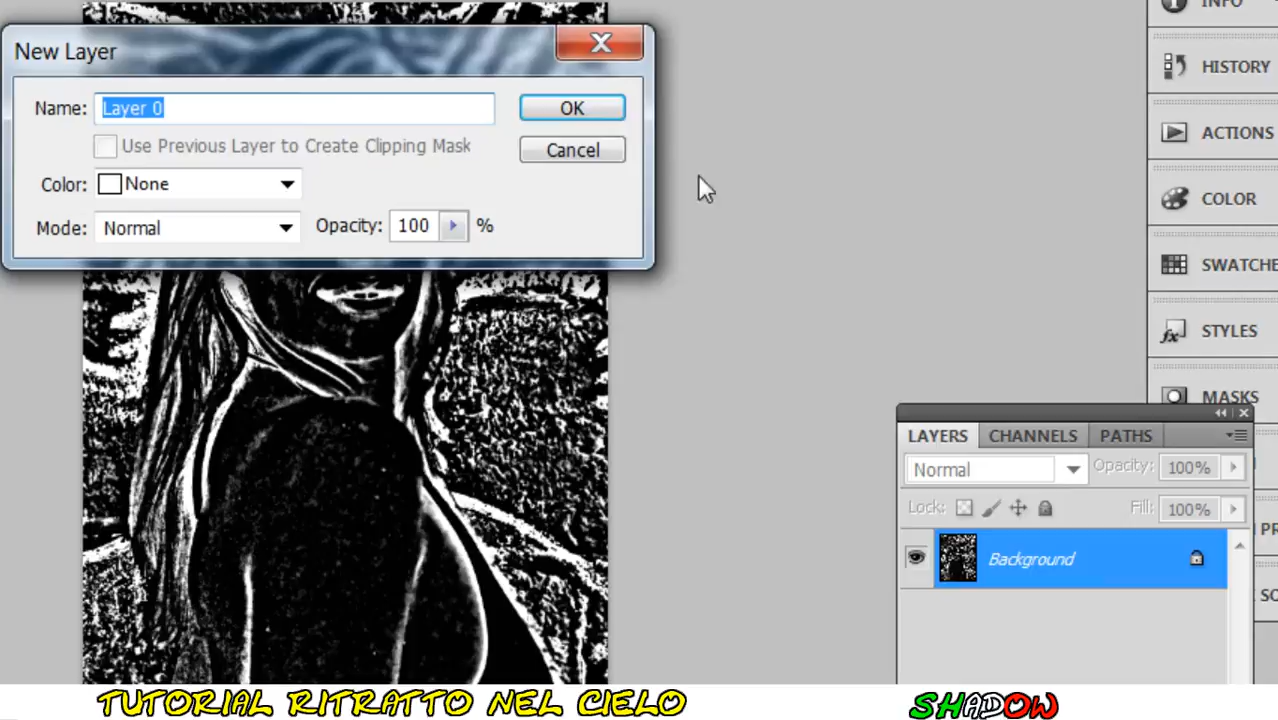 INFO
New Layer
HISTORY
Name: Layer 0 OK
ACTIONS
Use Previous Layer to Create Clipping Mask Cancel
Color: None
COLOR
Mode: Normal Opacity: 100 %
SWATCHE
STYLES
MASKS
LAYERS CHANNELS PATHS
Normal Opacity: 100%
Lock: Fill: 100%
PR
Background
SO
TUTORIAL RITRATTO NEL CIELO SHADOW